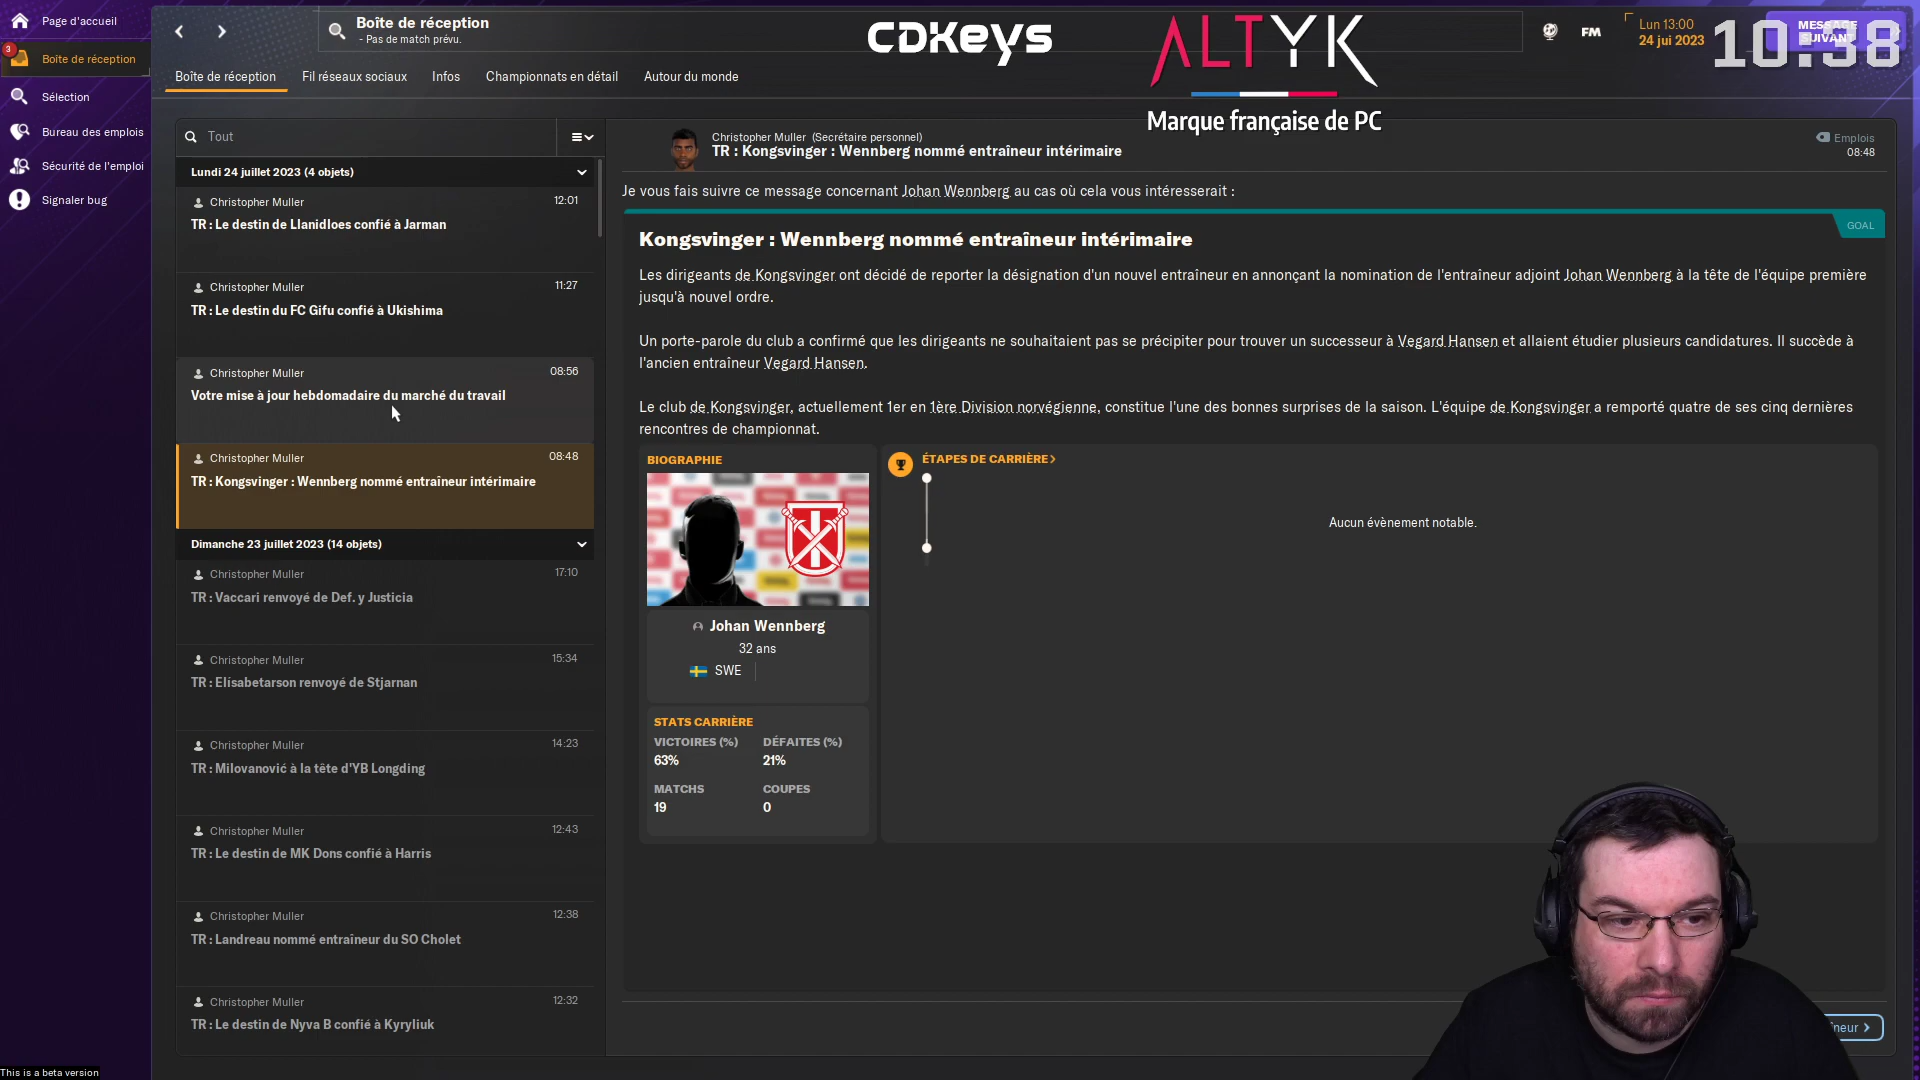 Page d'accueil
3
Boîte de réception
Sélection
Bureau des emplois
Sécurité de l'emploi
Signaler bug
Boîte de réception
- Pas de match prévu.
CDKeys
ALTYK
Marque française de PC
FM
Lun 13:00
24 jui 2023
MESSAGE
SUIVANT
10:38
Boîte de réception
Fil réseaux sociaux
Infos
Championnats en détail
Autour du monde
Tout
Lundi 24 juillet 2023 (4 objets)
Christopher Muller
12:01
TR : Le destin de Llanidloes confié à Jarman
Christopher Muller
11:27
TR : Le destin du FC Gifu confié à Ukishima
Christopher Muller
08:56
Votre mise à jour hebdomadaire du marché du travail
Christopher Muller
08:48
TR : Kongsvinger : Wennberg nommé entraîneur intérimaire
Dimanche 23 juillet 2023 (14 objets)
Christopher Muller
17:10
TR : Vaccari renvoyé de Def. y Justicia
Christopher Muller
15:34
TR : Elísabetarson renvoyé de Stjarnan
Christopher Muller
14:23
TR : Milovanović à la tête d'YB Longding
Christopher Muller
12:43
TR : Le destin de MK Dons confié à Harris
Christopher Muller
12:38
TR : Landreau nommé entraîneur du SO Cholet
Christopher Muller
12:32
TR : Le destin de Nyva B confié à Kyryliuk
Christopher Muller (Secrétaire personnel)
TR : Kongsvinger : Wennberg nommé entraîneur intérimaire
Emplois
08:48
Je vous fais suivre ce message concernant Johan Wennberg au cas où cela vous intéresserait :
GOAL
Kongsvinger : Wennberg nommé entraîneur intérimaire
Les dirigeants de Kongsvinger ont décidé de reporter la désignation d'un nouvel entraîneur en annonçant la nomination de l'entraîneur adjoint Johan Wennberg à la tête de l'équipe première
jusqu'à nouvel ordre.
Un porte-parole du club a confirmé que les dirigeants ne souhaitaient pas se précipiter pour trouver un successeur à Vegard Hansen et allaient étudier plusieurs candidatures. Il succède à
l'ancien entraîneur Vegard Hansen.
Le club de Kongsvinger, actuellement 1er en 1ère Division norvégienne, constitue l'une des bonnes surprises de la saison. L'équipe de Kongsvinger a remporté quatre de ses cinq dernières
rencontres de championnat.
BIOGRAPHIE
Johan Wennberg
32 ans
SWE
STATS CARRIÈRE
VICTOIRES (%)
DÉFAITES (%)
63%
21%
MATCHS
COUPES
19
0
ÉTAPES DE CARRIÈRE
Aucun évènement notable.
neur
This is a beta version